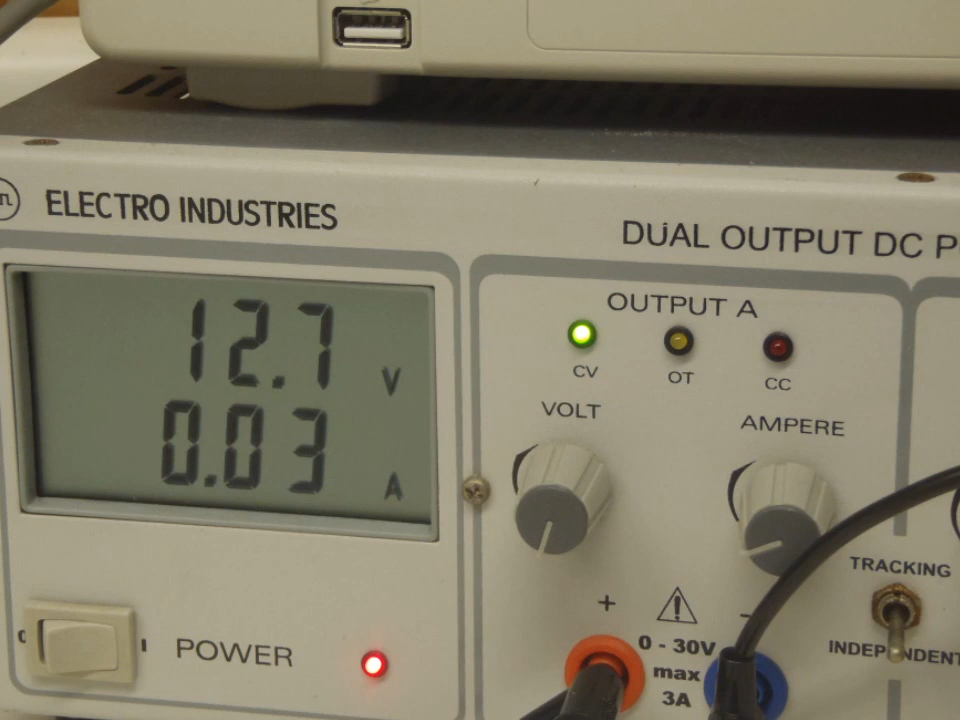 ELECTRO INDUSTRIES
DUAL OUTPUT DC P
12.7 V
0.03 A
OUTPUT A
CV OT CC
VOLT
AMPERE
TRACKING
INDEPENDENT
+ -
0 - 30V
max
3A
0 I
POWER